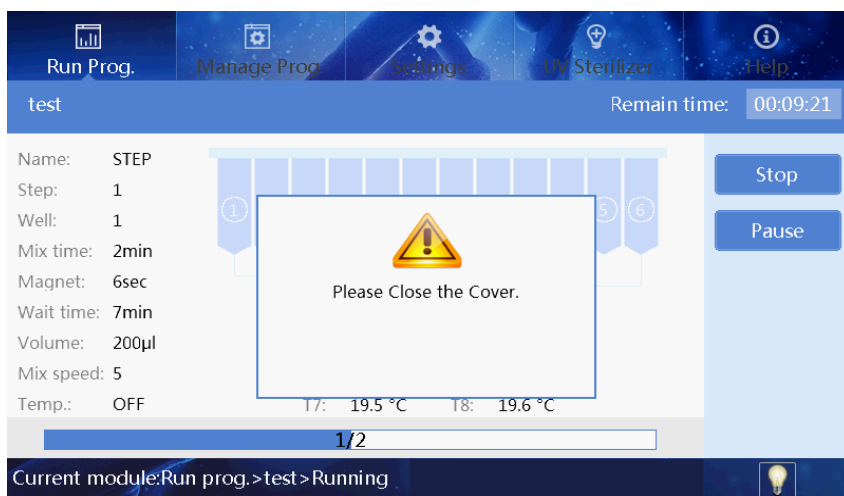 Run Prog. Manage Prog. Settings UV Sterilizer Help
test Remain time: 00:09:21
Name: STEP
Step: 1
Well: 1
Mix time: 2min
Magnet: 6sec
Wait time: 7min
Volume: 200µl
Mix speed: 5
Temp.: OFF
1 5 6
Please Close the Cover.
T7: 19.5 °C T8: 19.6 °C
Stop
Pause
1/2
Current module:Run prog.>test>Running